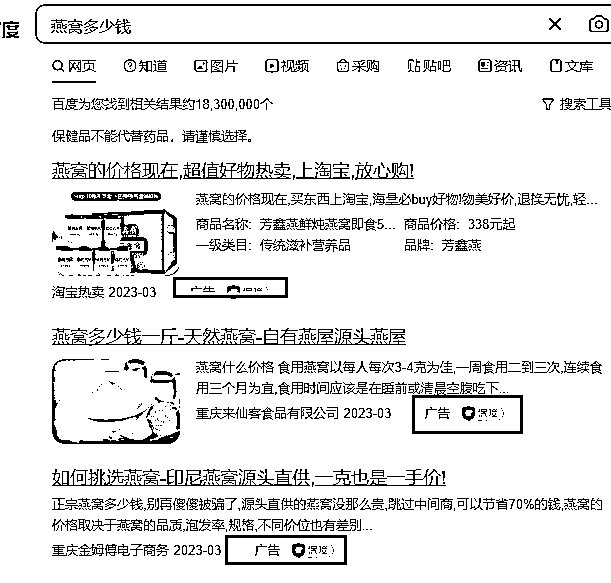 度
燕窝多少钱
网页 知道 图片 视频 采购 贴吧 资讯 文库
百度为您找到相关结果约18,300,000个 搜索工具
保健品不能代替药品，请谨慎选择。
燕窝的价格现在,超值好物热卖,上淘宝,放心购!
燕窝的价格现在,买东西上淘宝,海量必buy好物!物美好价,退换无忧,轻...
商品名称: 芳鑫燕鲜炖燕窝即食5... 商品价格: 338元起
一级类目: 传统滋补营养品 品牌: 芳鑫燕
淘宝热卖 2023-03 广告
燕窝多少钱一斤-天然燕窝-自有燕屋源头燕屋
燕窝什么价格 食用燕窝以每人每次3-4克为佳,一周食用二到三次,连续食
用三个月为宜,食用时间应该是在睡前或清晨空腹吃下...
重庆来仙客食品有限公司 2023-03 广告 保障
如何挑选燕窝-印尼燕窝源头直供,一克也是一手价!
正宗燕窝多少钱,别再傻傻被骗了,源头直供的燕窝没那么贵,跳过中间商,可以节省70%的钱,燕窝的
价格取决于燕窝的品质,泡发率,规格,不同价位也有差别...
重庆金姆傅电子商务 2023-03 广告 保障